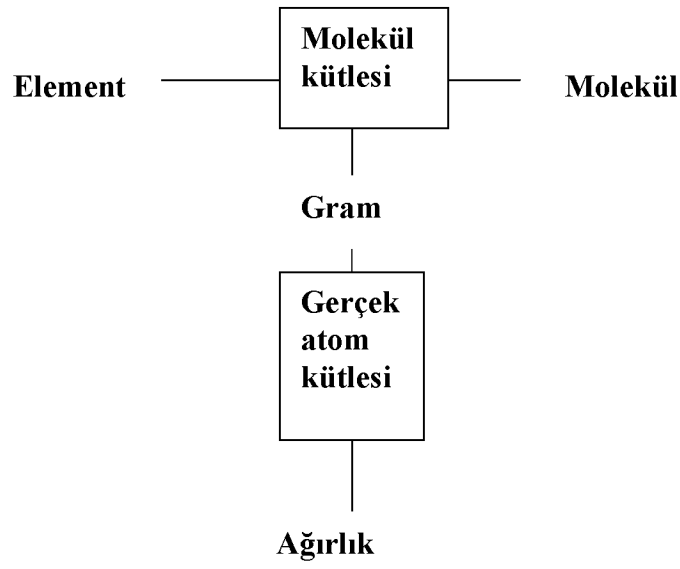 Molekül
kütlesi
Element
Molekül
Gram
Gerçek
atom
kütlesi
Ağırlık